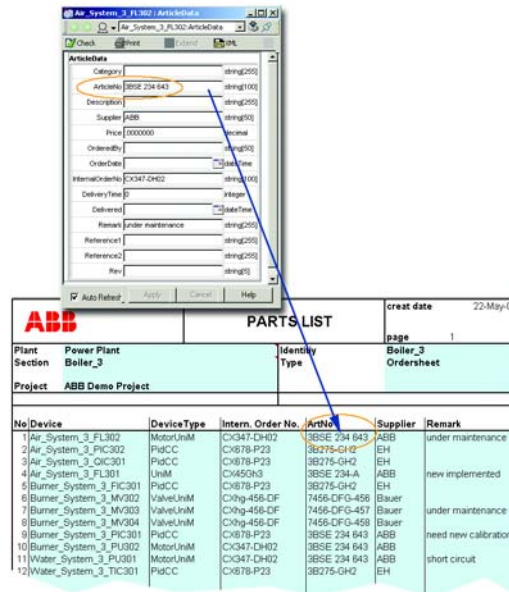 Air_System_3_FL302 : ArticleData
Air_System_3_FL302:ArticleData
Check Print Extend XML
ArticleData
Category string[255]
ArticleNo 3BSE 234 643 string[100]
Description string[255]
Supplier ABB string[50]
Price .0000000 decimal
OrderedBy string[50]
OrderDate dateTime
InternalOrderNo CX347-DH02 string[100]
DeliveryTime 0 integer
Delivered dateTime
Remark under maintenance string[255]
Reference1 string[255]
Reference2 string[255]
Rev string[5]
Auto Refresh Apply Cancel Help
ABB PARTS LIST creat date 22-May-0
page 1
Plant Power Plant Identity Boiler_3
Section Boiler_3 Type Ordersheet
Project ABB Demo Project
No Device DeviceType Intern. Order No. ArtNo Supplier Remark
1 Air_System_3_FL302 MotorUniM CX347-DH02 3BSE 234 643 ABB under maintenance
2 Air_System_3_PIC302 PidCC CX678-P23 3B275-GH2 EH
3 Air_System_3_QIC301 PidCC CX678-P23 3B275-GH2 EH
4 Air_System_3_FL301 UniM CX45Gh3 3BSE 234-A ABB new implemented
5 Burner_System_3_FIC301 PidCC CX678-P23 3B275-GH2 EH
6 Burner_System_3_MV302 ValveUniM CXhg-456-DF 7456-DFG-456 Bauer
7 Burner_System_3_MV303 ValveUniM CXhg-456-DF 7456-DFG-457 Bauer under maintenance
8 Burner_System_3_MV304 ValveUniM CXhg-456-DF 7456-DFG-458 Bauer
9 Burner_System_3_PIC301 PidCC CX678-P23 3BSE 234 643 ABB need new calibration
10 Burner_System_3_PU302 MotorUniM CX347-DH02 3BSE 234 643 ABB
11 Water_System_3_PU301 MotorUniM CX347-DH02 3BSE 234 643 ABB short circuit
12 Water_System_3_TIC301 PidCC CX678-P23 3B275-GH2 EH